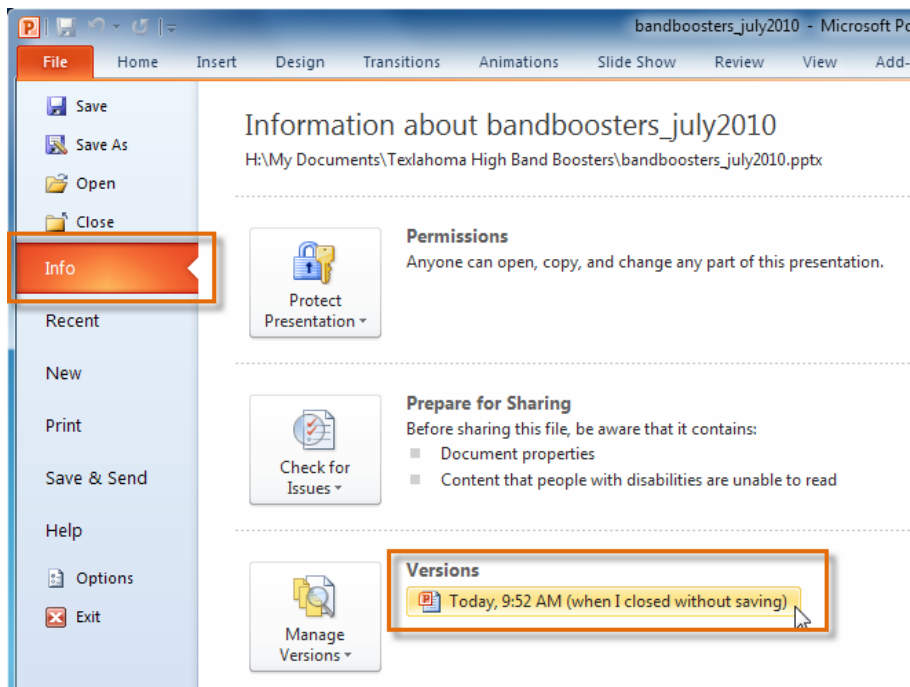 bandboosters_july2010 - Microsoft Po
File Home Insert Design Transitions Animations Slide Show Review View Add-
Save
Save As
Open
Close
Info
Recent
New
Print
Save & Send
Help
Options
Exit
Information about bandboosters_july2010
H:\My Documents\Texlahoma High Band Boosters\bandboosters_july2010.pptx
Protect
Presentation
Permissions
Anyone can open, copy, and change any part of this presentation.
Check for
Issues
Prepare for Sharing
Before sharing this file, be aware that it contains:
Document properties
Content that people with disabilities are unable to read
Manage
Versions
Versions
Today, 9:52 AM (when I closed without saving)